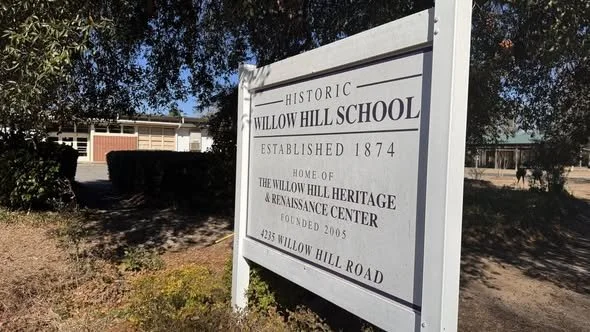 HISTORIC
WILLOW HILL SCHOOL
ESTABLISHED 1874
HOME OF
THE WILLOW HILL HERITAGE
& RENAISSANCE CENTER
FOUNDED 2005
4235 WILLOW HILL ROAD